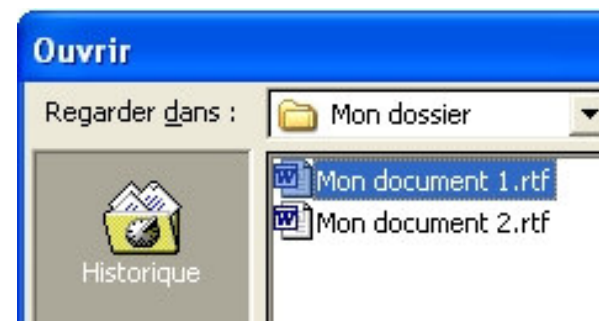 Ouvrir
Regarder dans :
Mon dossier
Mon document 1.rtf
Mon document 2.rtf
Historique